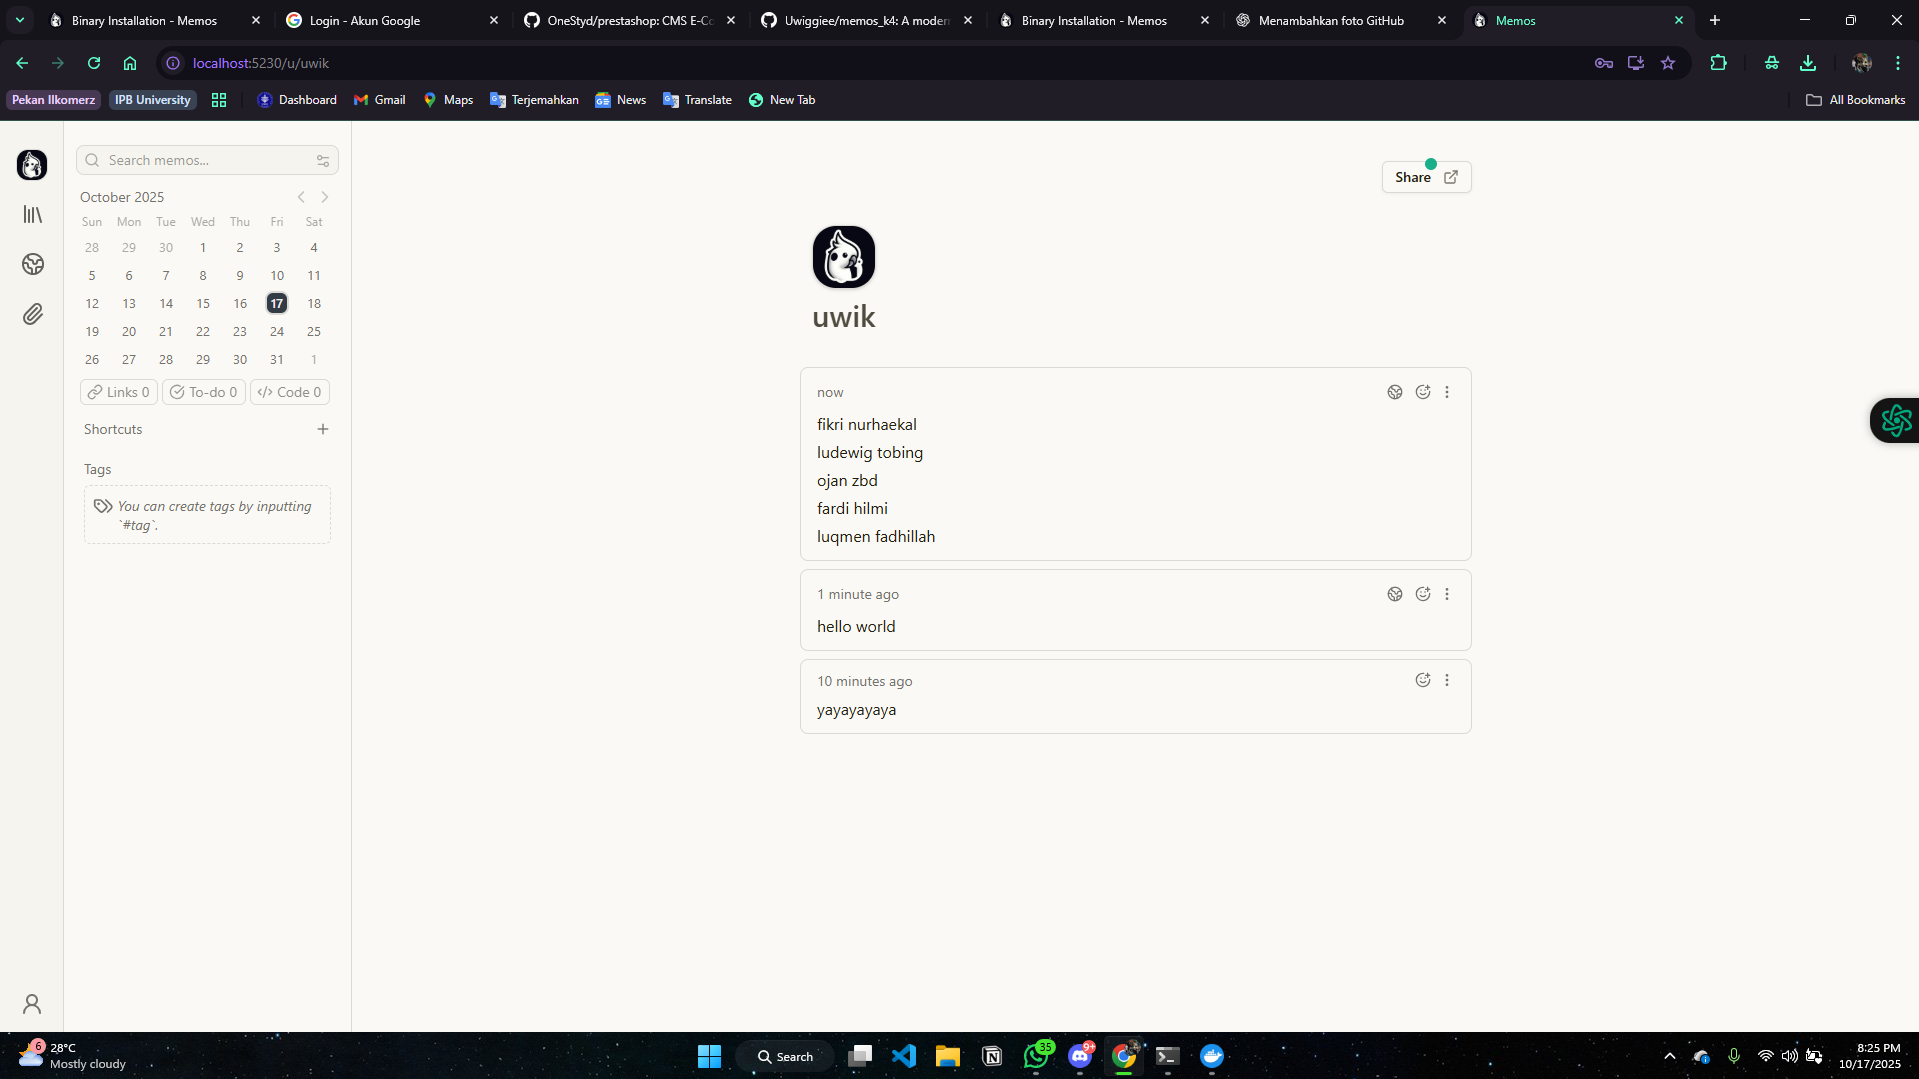 Binary Installation - Memos
Login - Akun Google
OneStyd/prestashop: CMS E-Co
Uwiggiee/memos_k4: A modern
Binary Installation - Memos
Menambahkan foto GitHub
Memos
localhost:5230/u/uwik
Pekan Ilkomerz
IPB University
Dashboard
Gmail
Maps
Terjemahkan
News
Translate
New Tab
All Bookmarks
Search memos...
October 2025
Sun Mon Tue Wed Thu Fri Sat
28 29 30 1 2 3 4
5 6 7 8 9 10 11
12 13 14 15 16 17 18
19 20 21 22 23 24 25
26 27 28 29 30 31 1
Links 0
To-do 0
Code 0
Shortcuts
Tags
You can create tags by inputting
`#tag`.
Share
uwik
now
fikri nurhaekal
ludewig tobing
ojan zbd
fardi hilmi
luqmen fadhillah
1 minute ago
hello world
10 minutes ago
yayayayaya
6
28°C
Mostly cloudy
Search
35
9+
8:25 PM
10/17/2025